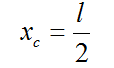 x_c = l/2